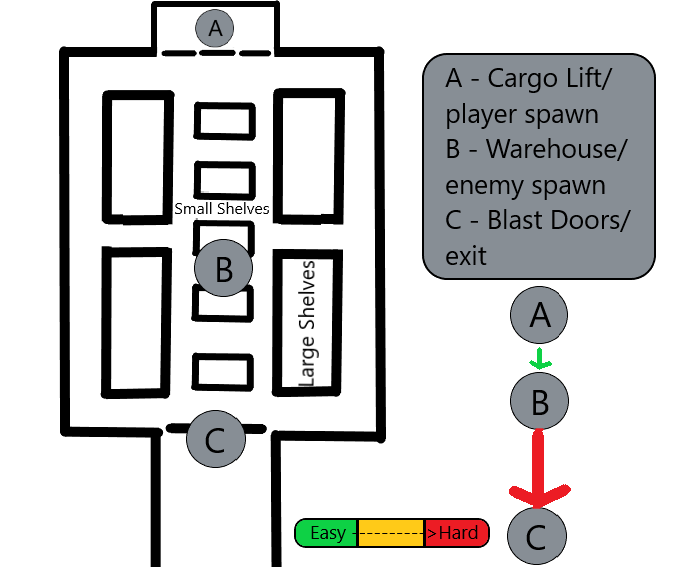 A
Small Shelves
B
Large Shelves
C
A - Cargo Lift/
player spawn
B - Warehouse/
enemy spawn
C - Blast Doors/
exit
A
B
C
Easy ---------->Hard